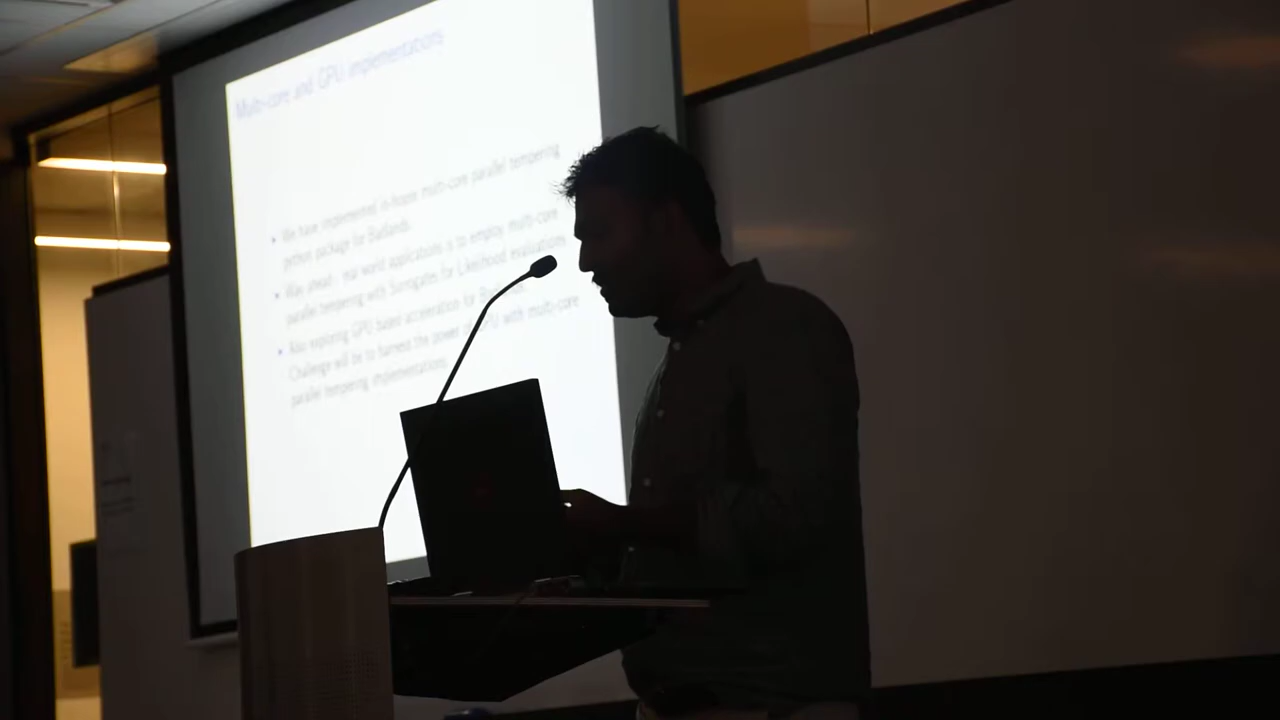 Multi-core and GPU implementations
We have implemented in-house multi-core parallel tempering
python package for Badlands
Way ahead: real world applications is to employ multi-core
parallel tempering with Surrogates for Likelihood evaluations
Also exploring GPU based acceleration for
Challenge will be to harness the power of GPU with multi-core
parallel tempering implementations